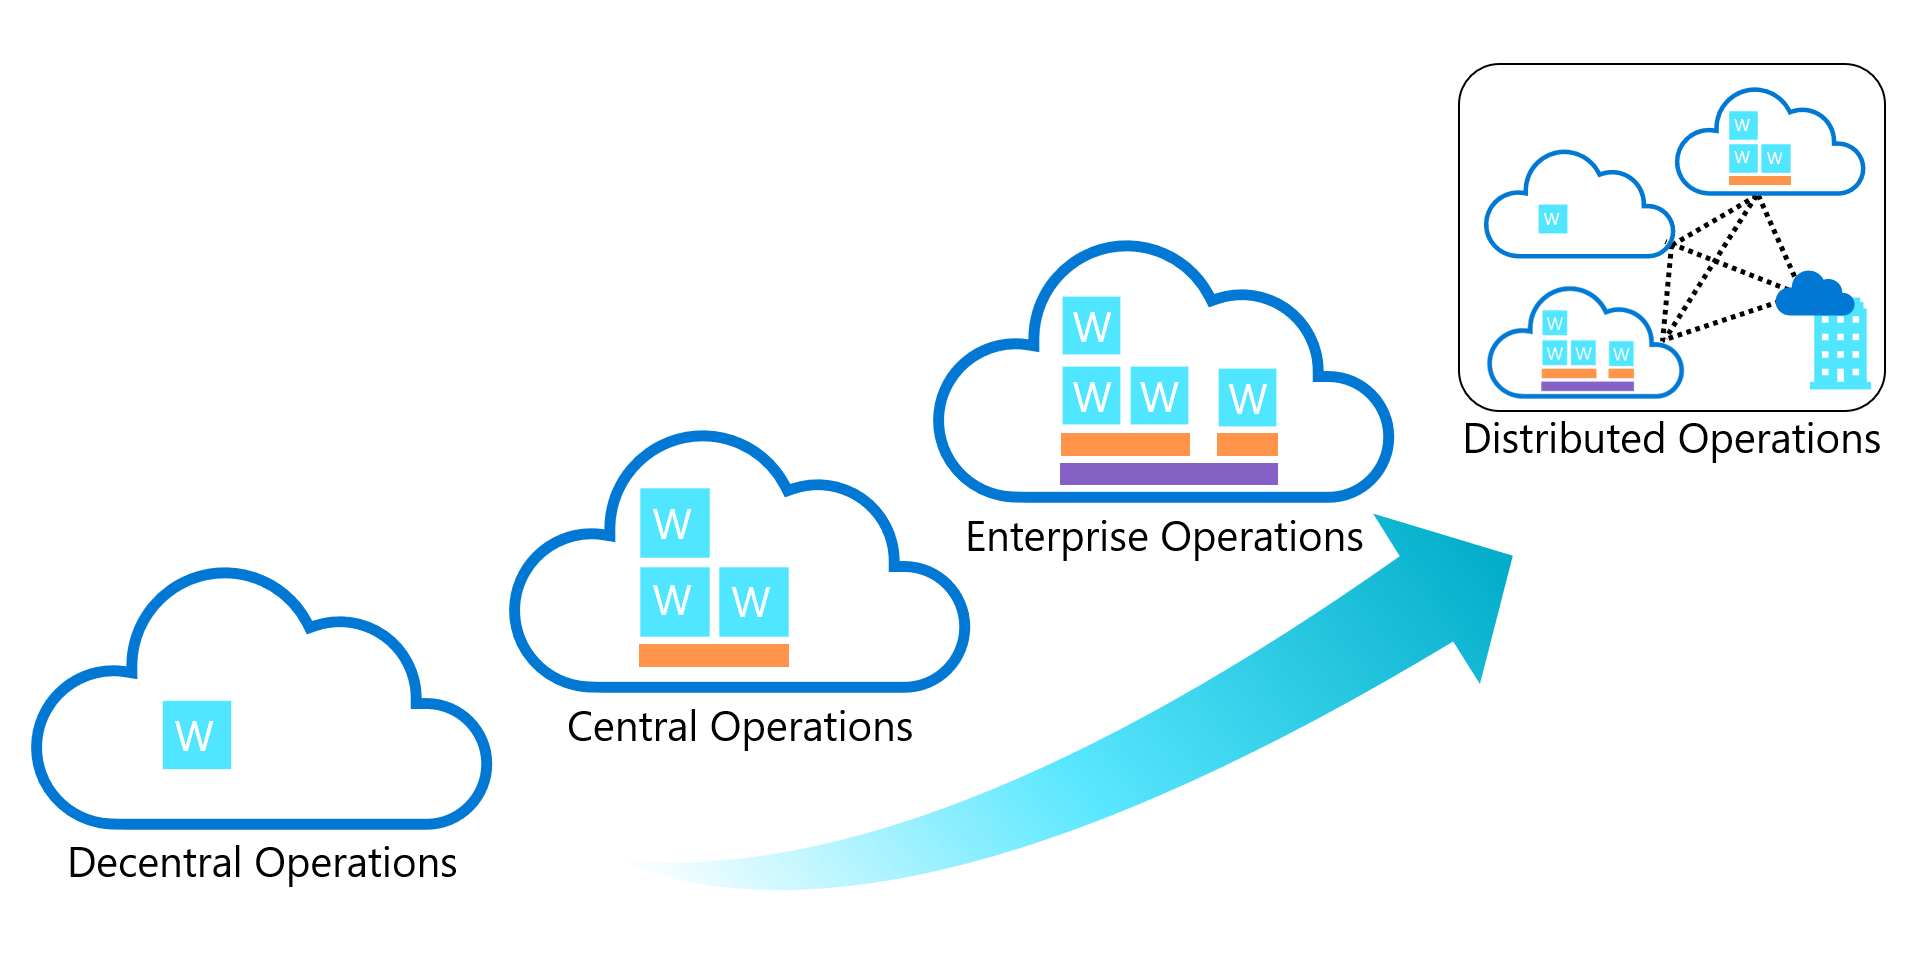 W
Decentral Operations
W
W W
Central Operations
W
W W W
Enterprise Operations
W
W W
W
W
W W W
Distributed Operations